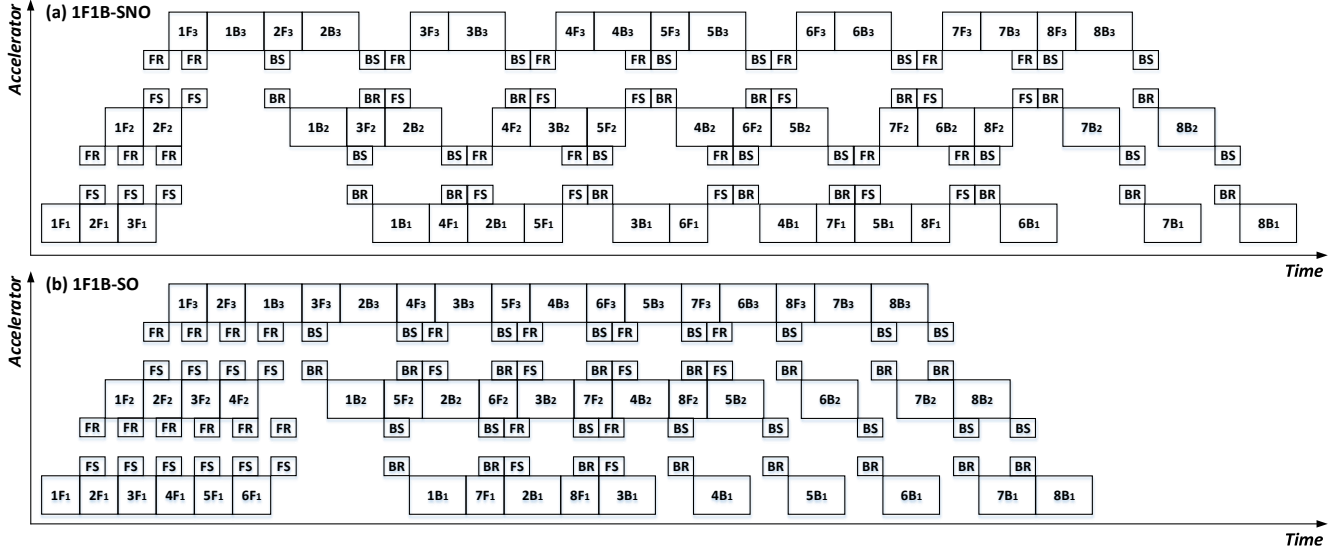 (a) 1F1B-SNO
1F3 1B3 2F3 2B3 3F3 3B3 4F3 4B3 5F3 5B3 6F3 6B3 7F3 7B3 8F3 8B3
FR FR BS BS FR BS FR FR BS BS FR BS FR FR BS BS
FS FS BR BR FS BR FS FS BR BR FS BR FS FS BR BR
1F2 2F2 1B2 3F2 2B2 4F2 3B2 5F2 4B2 6F2 5B2 7F2 6B2 8F2 7B2 8B2
FR FR FR BS BS FR FR BS FR BS BS FR FR BS BS BS
FS FS FS BR BR FS FS BR FS BR BR FS FS BR BR BR
1F1 2F1 3F1 1B1 4F1 2B1 5F1 3B1 6F1 4B1 7F1 5B1 8F1 6B1 7B1 8B1
Accelerator
Time
(b) 1F1B-SO
1F3 2F3 1B3 3F3 2B3 4F3 3B3 5F3 4B3 6F3 5B3 7F3 6B3 8F3 7B3 8B3
FR FR FR FR BS BS FR BS FR BS FR BS FR BS BS BS
FS FS FS FS BR BR FS BR FS BR FS BR FS BR BR BR
1F2 2F2 3F2 4F2 1B2 5F2 2B2 6F2 3B2 7F2 4B2 8F2 5B2 6B2 7B2 8B2
FR FR FR FR FR FR BS BS FR BS FR BS BS BS BS BS
FS FS FS FS FS FS BR BR FS BR FS BR BR BR BR BR
1F1 2F1 3F1 4F1 5F1 6F1 1B1 7F1 2B1 8F1 3B1 4B1 5B1 6B1 7B1 8B1
Accelerator
Time